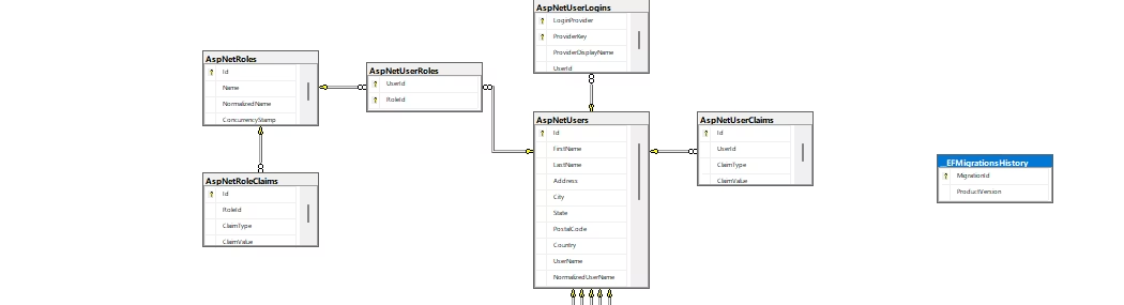 AspNetUserLogins
LoginProvider
ProviderKey
ProviderDisplayName
UserId
AspNetRoles
Id
Name
NormalizedName
ConcurrencyStamp
AspNetUserRoles
UserId
RoleId
AspNetUsers
Id
FirstName
LastName
Address
City
State
PostalCode
Country
UserName
NormalizedUserName
AspNetUserClaims
Id
UserId
ClaimType
ClaimValue
__EFMigrationsHistory
MigrationId
ProductVersion
AspNetRoleClaims
Id
RoleId
ClaimType
ClaimValue